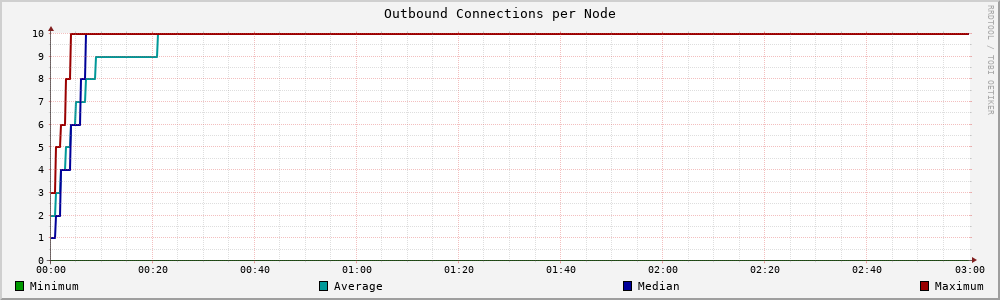 Outbound Connections per Node
RRDTOOL / TOBI OETIKER
10
9
8
7
6
5
4
3
2
1
0
00:00 00:20 00:40 01:00 01:20 01:40 02:00 02:20 02:40 03:00
Minimum Average Median Maximum